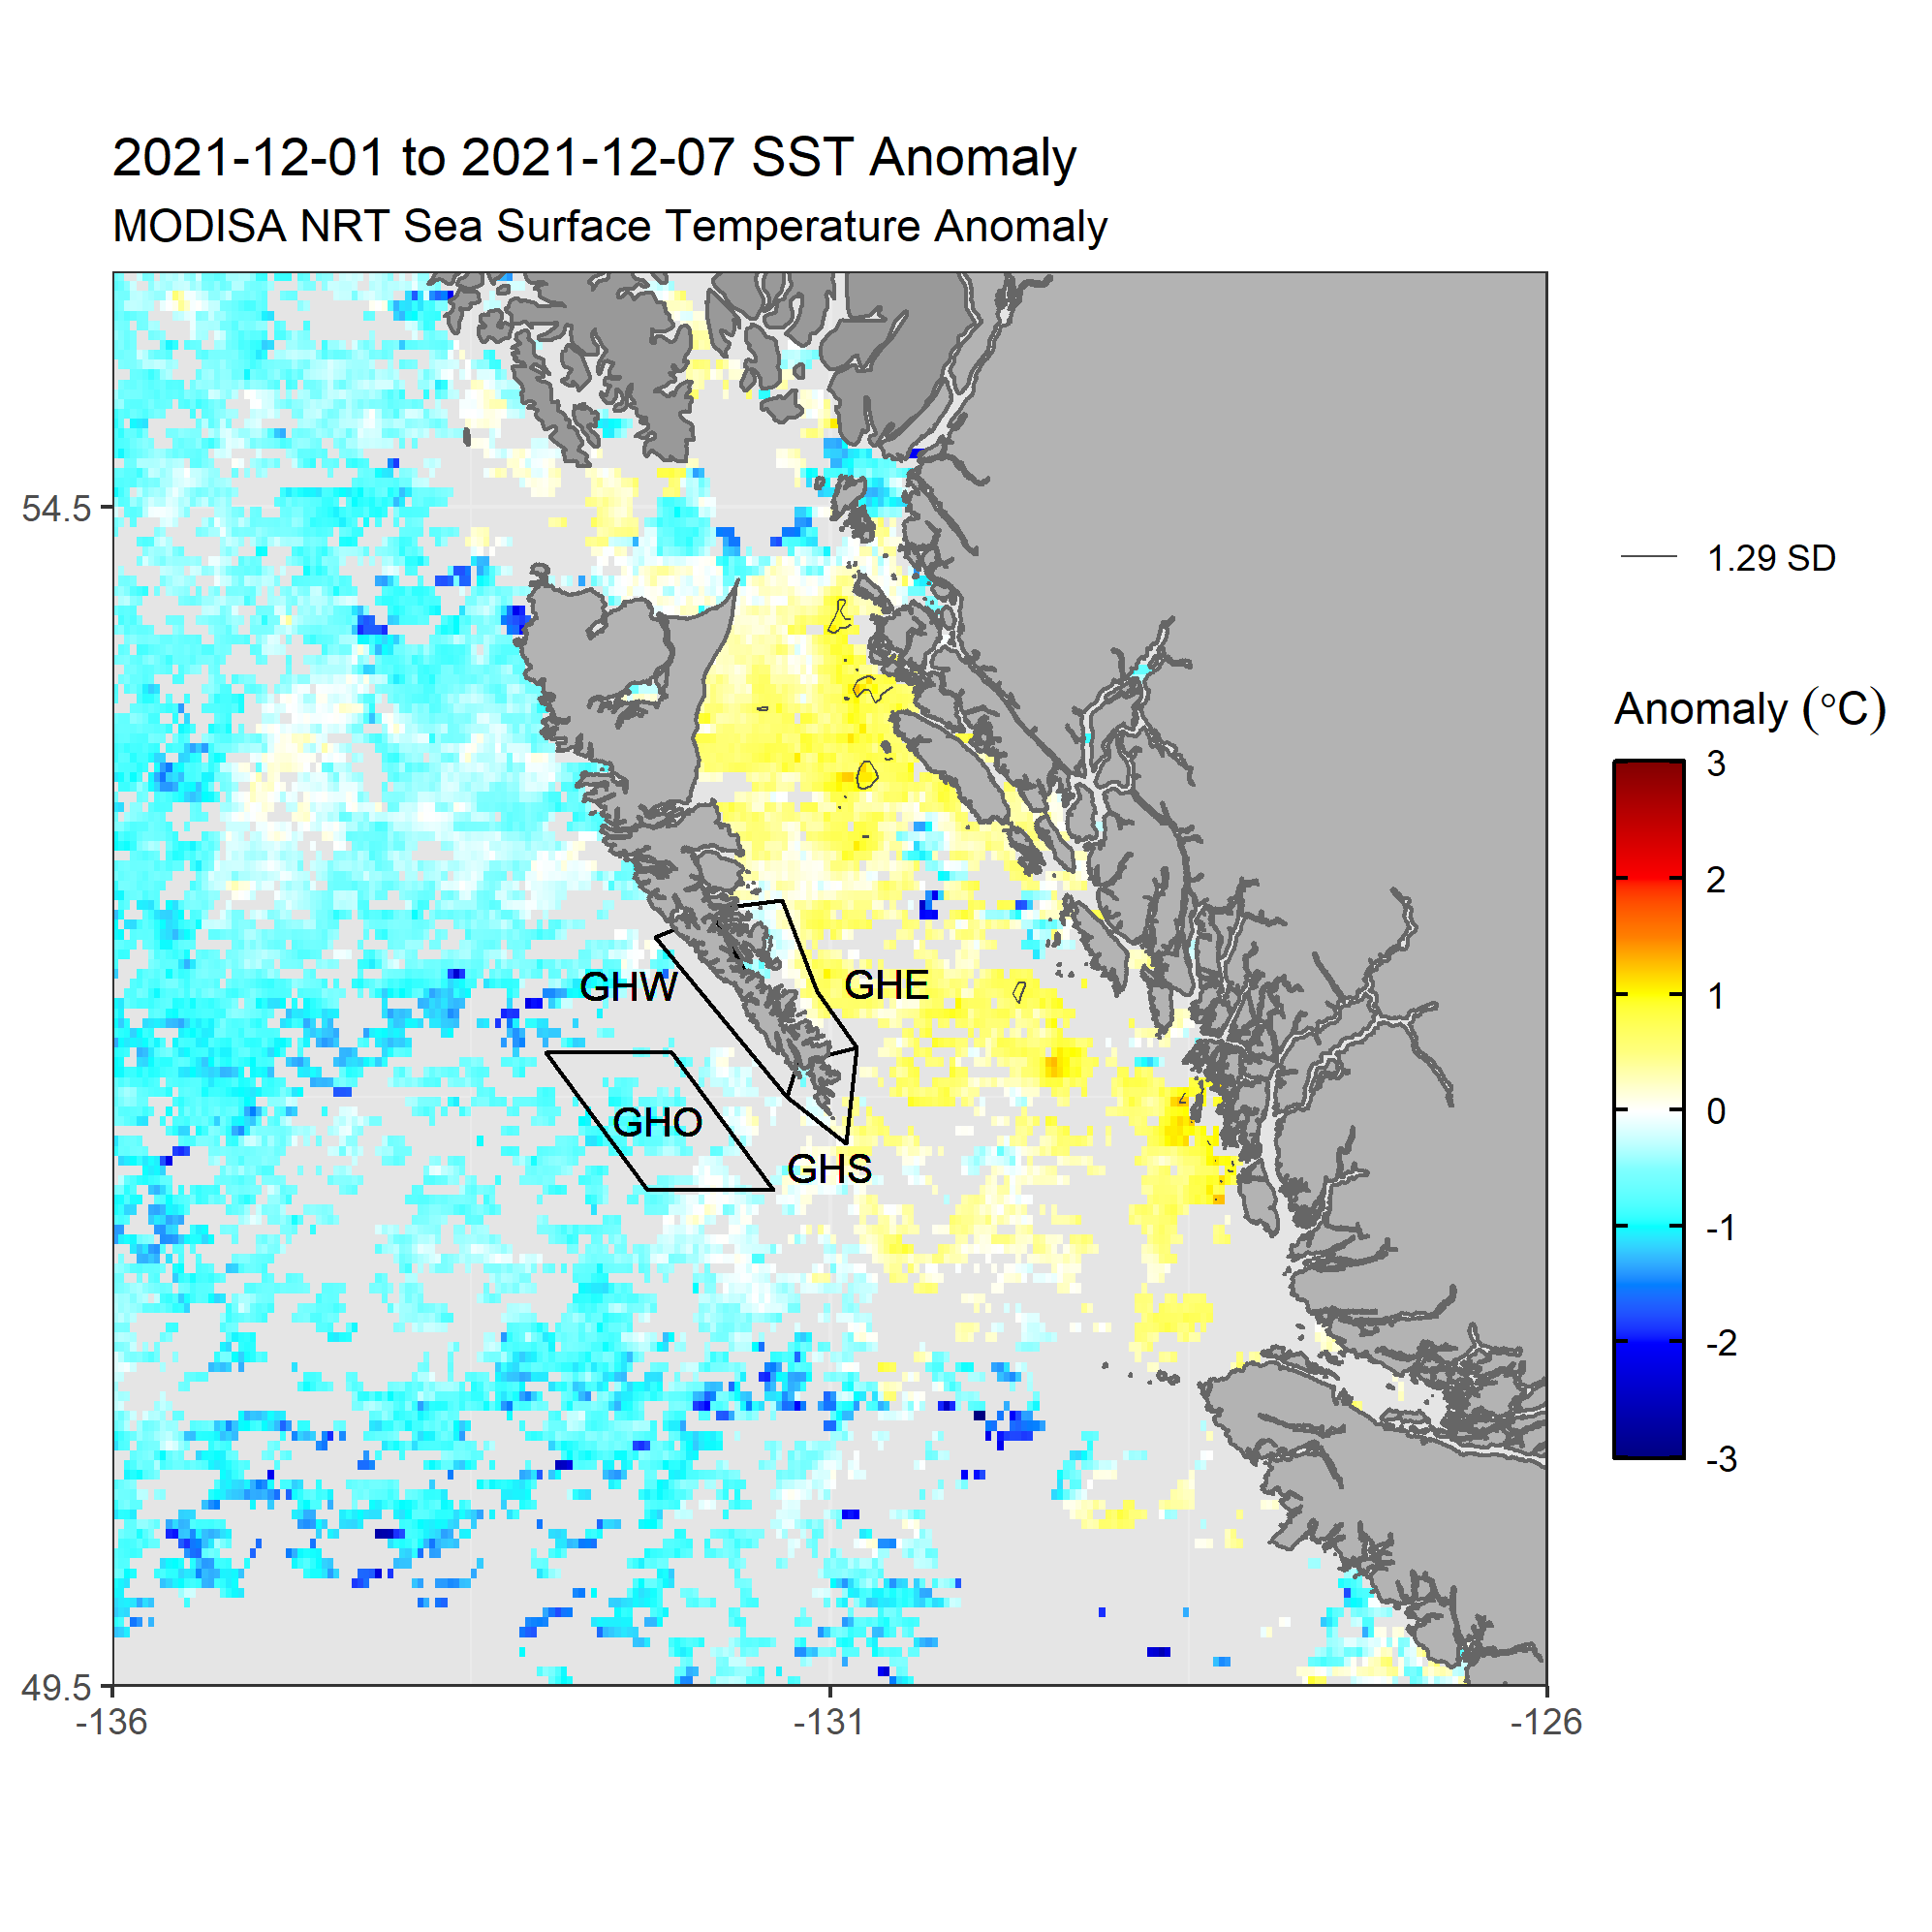 2021-12-01 to 2021-12-07 SST Anomaly
MODISA NRT Sea Surface Temperature Anomaly
54.5
49.5
-136
-131
-126
GHW
GHE
GHO
GHS
1.29 SD
Anomaly (°C)
3
2
1
0
-1
-2
-3